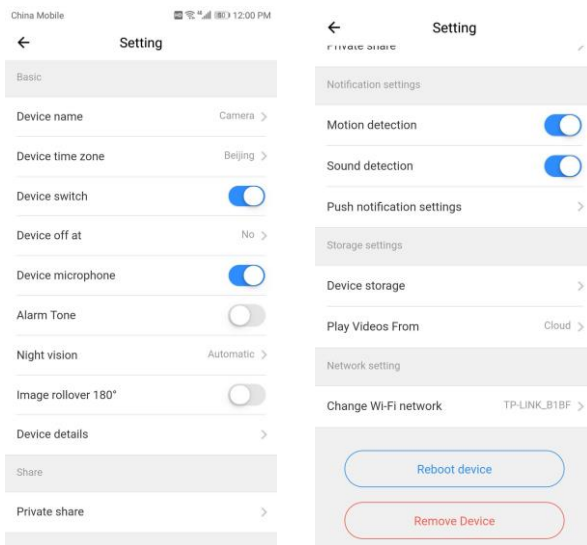 China Mobile
12:00 PM
Setting
Basic
Device name Camera
Device time zone Beijing
Device switch
Device off at No
Device microphone
Alarm Tone
Night vision Automatic
Image rollover 180°
Device details
Share
Private share
Setting
Private share
Notification settings
Motion detection
Sound detection
Push notification settings
Storage settings
Device storage
Play Videos From Cloud
Network setting
Change Wi-Fi network TP-LINK_B1BF
Reboot device
Remove Device